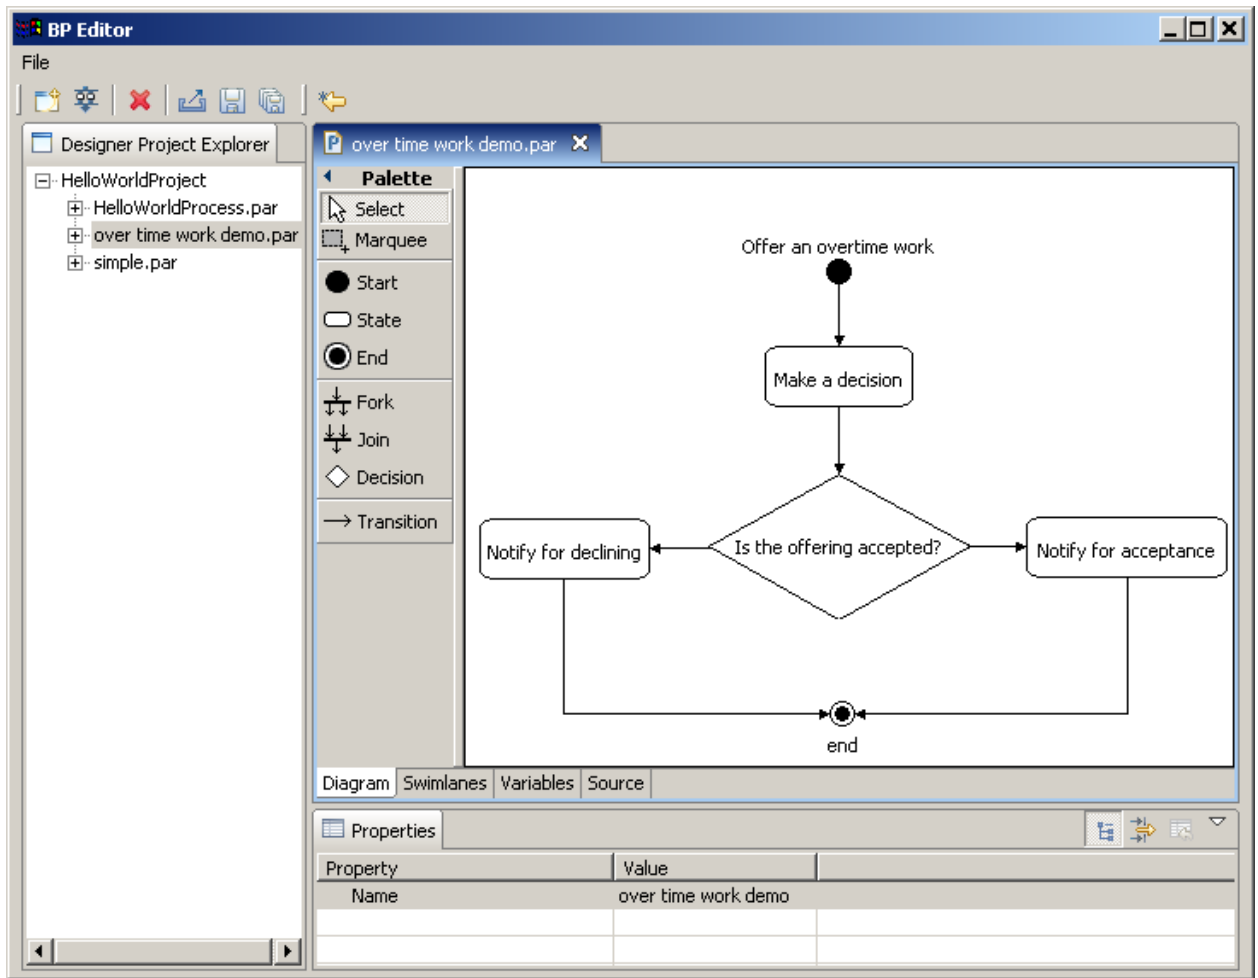 BP Editor
File
Designer Project Explorer
HelloWorldProject
HelloWorldProcess.par
over time work demo.par
simple.par
P over time work demo.par
Palette
Select
Marquee
Start
State
End
Fork
Join
Decision
Transition
Offer an overtime work
Make a decision
Notify for declining
Is the offering accepted?
Notify for acceptance
end
Diagram Swimlanes Variables Source
Properties
Property Value
Name over time work demo